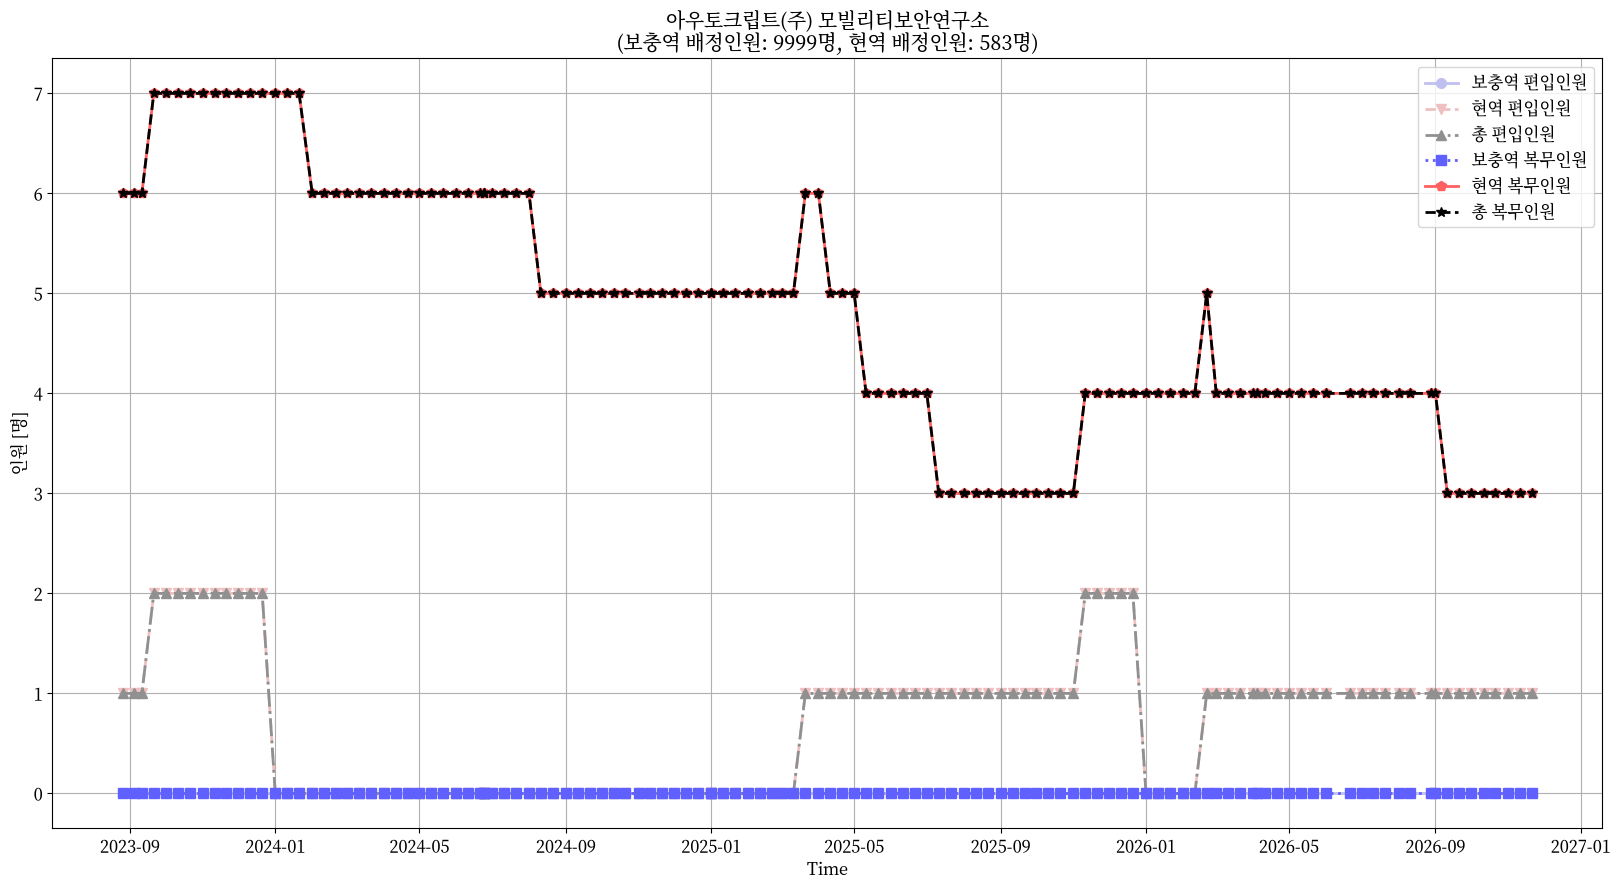 아우토크립트(주) 모빌리티보안연구소
(보충역 배정인원: 9999명, 현역 배정인원: 583명)
보충역 편입인원
현역 편입인원
총 편입인원
보충역 복무인원
현역 복무인원
총 복무인원
인원 [명]
7
6
5
4
3
2
1
0
2023-09
2024-01
2024-05
2024-09
2025-01
2025-05
2025-09
2026-01
2026-05
2026-09
2027-01
Time